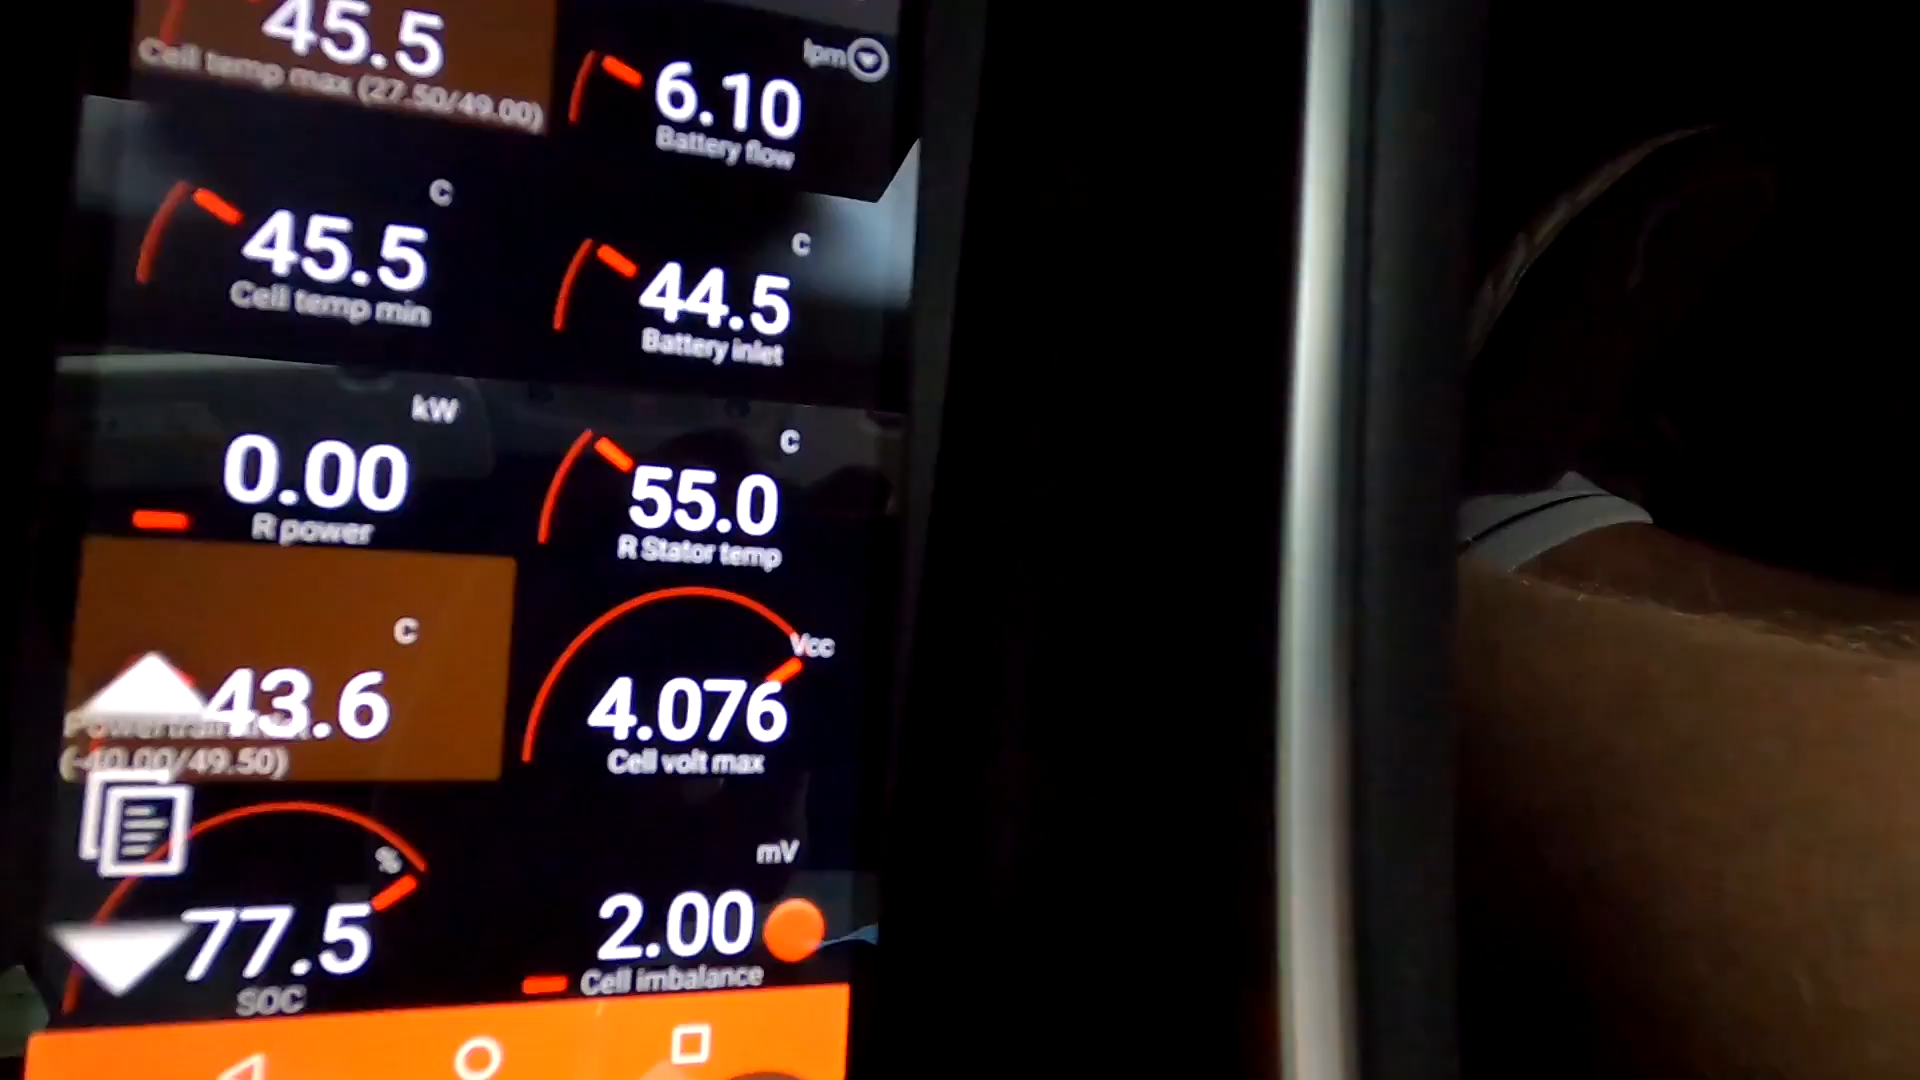 45.5
Cell temp max (27.50/49.00)
lpm
6.10
Battery flow
C
45.5
Cell temp min
C
44.5
Battery inlet
kW
0.00
R power
C
55.0
R Stator temp
C
43.6
(-40.00/49.50)
Vcc
4.076
Cell volt max
%
77.5
SOC
mV
2.00
Cell imbalance